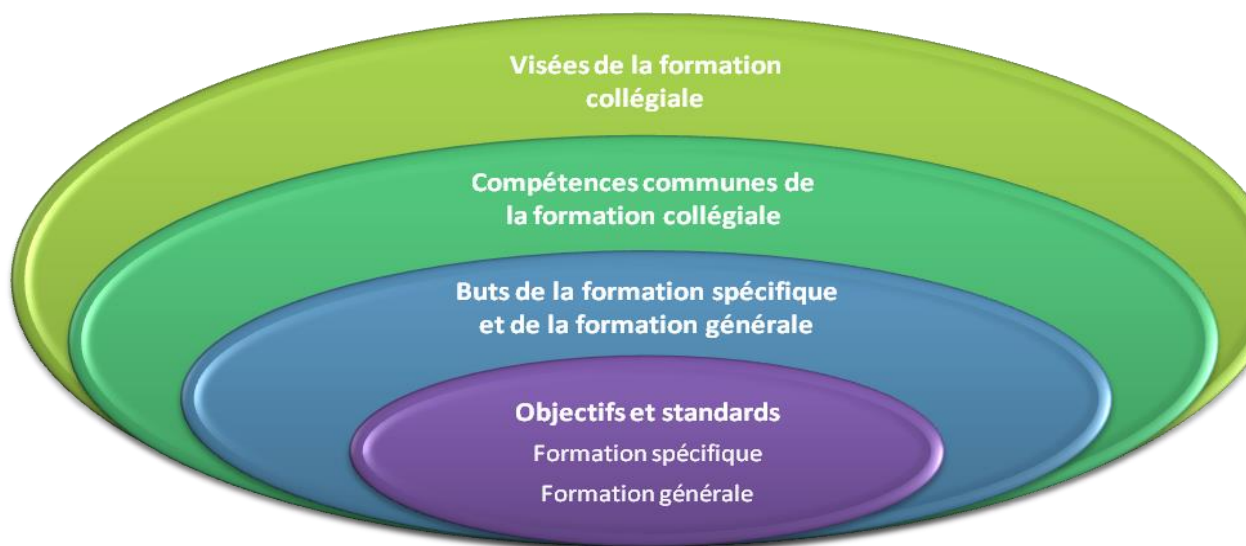 Visées de la formation
collégiale
Compétences communes de
la formation collégiale
Buts de la formation spécifique
et de la formation générale
Objectifs et standards
Formation spécifique
Formation générale